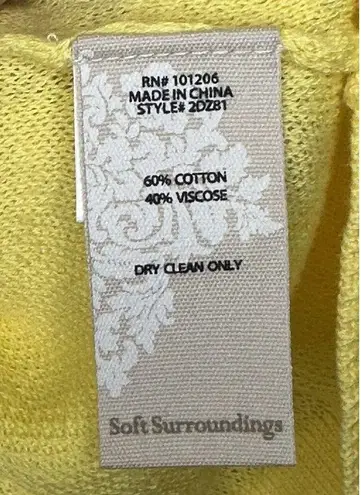 RN# 101206
MADE IN CHINA
STYLE# 2DZ81
60% COTTON
40% VISCOSE
DRY CLEAN ONLY
Soft Surroundings